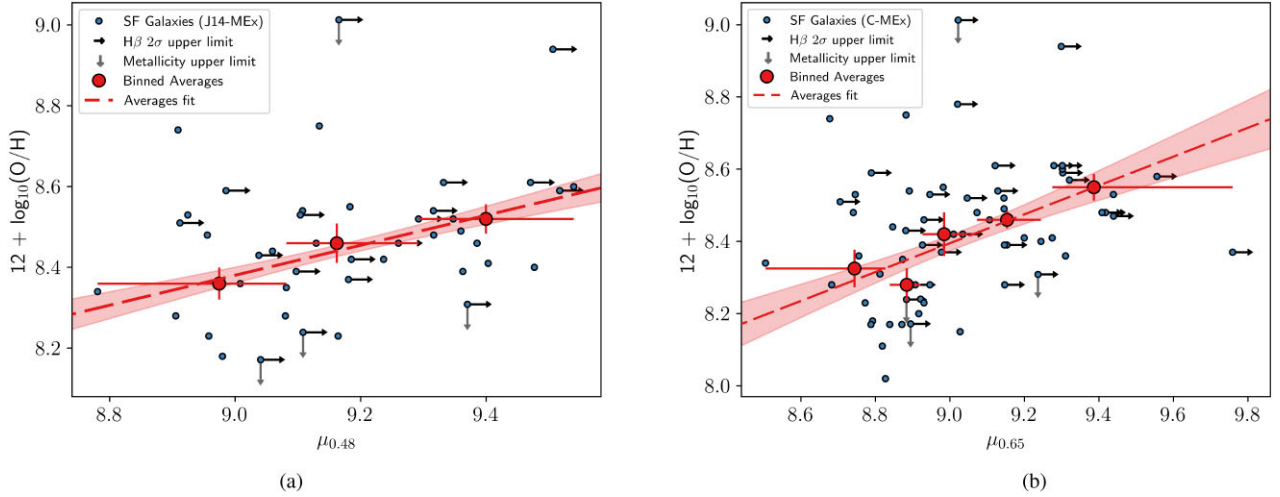 SF Galaxies (J14-MEx)
Hβ 2σ upper limit
Metallicity upper limit
Binned Averages
Averages fit
12 + log₁₀(O/H)
9.0
8.8
8.6
8.4
8.2
8.8 9.0 9.2 9.4
μ₀.₄₈
(a)
SF Galaxies (C-MEx)
Hβ 2σ upper limit
Metallicity upper limit
Binned Averages
Averages fit
12 + log₁₀(O/H)
9.0
8.8
8.6
8.4
8.2
8.0
8.6 8.8 9.0 9.2 9.4 9.6 9.8
μ₀.₆₅
(b)